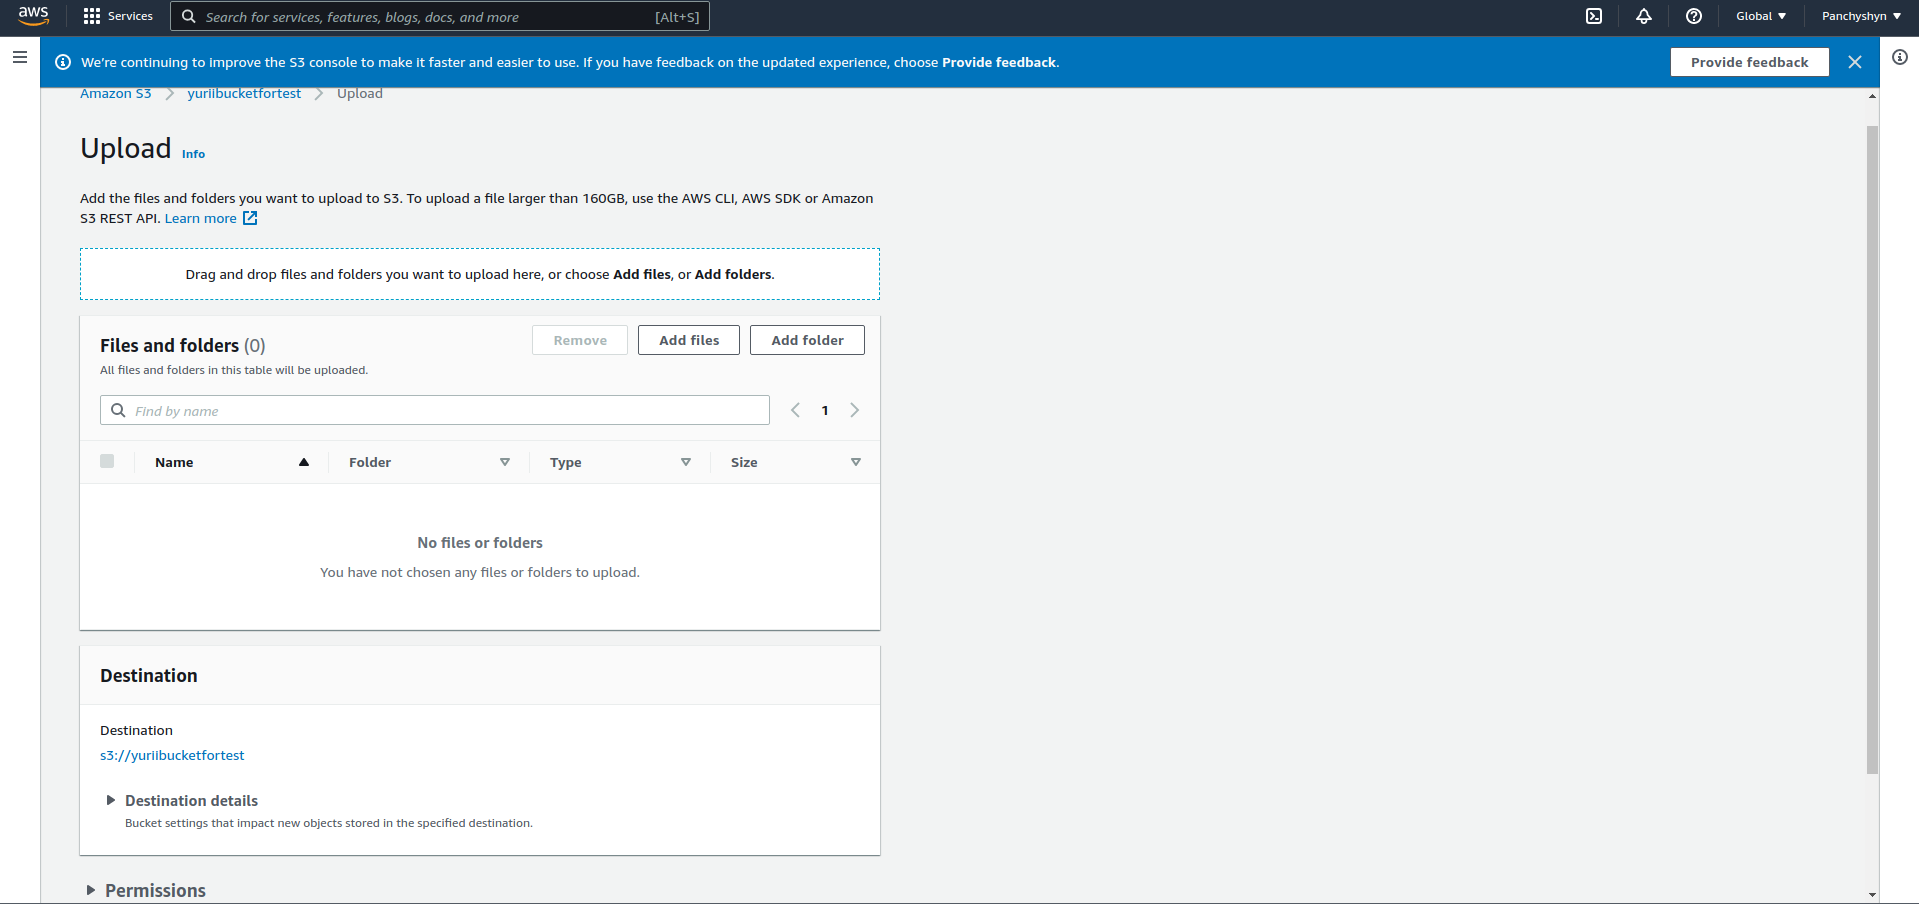 aws Services Search for services, features, blogs, docs, and more [Alt+S] Global Panchyshyn
We're continuing to improve the S3 console to make it faster and easier to use. If you have feedback on the updated experience, choose Provide feedback. Provide feedback
Amazon S3 yuriibucketfortest Upload
Upload Info
Add the files and folders you want to upload to S3. To upload a file larger than 160GB, use the AWS CLI, AWS SDK or Amazon
S3 REST API. Learn more
Drag and drop files and folders you want to upload here, or choose Add files, or Add folders.
Files and folders (0) Remove Add files Add folder
All files and folders in this table will be uploaded.
Find by name 1
Name Folder Type Size
No files or folders
You have not chosen any files or folders to upload.
Destination
Destination
s3://yuriibucketfortest
Destination details
Bucket settings that impact new objects stored in the specified destination.
Permissions